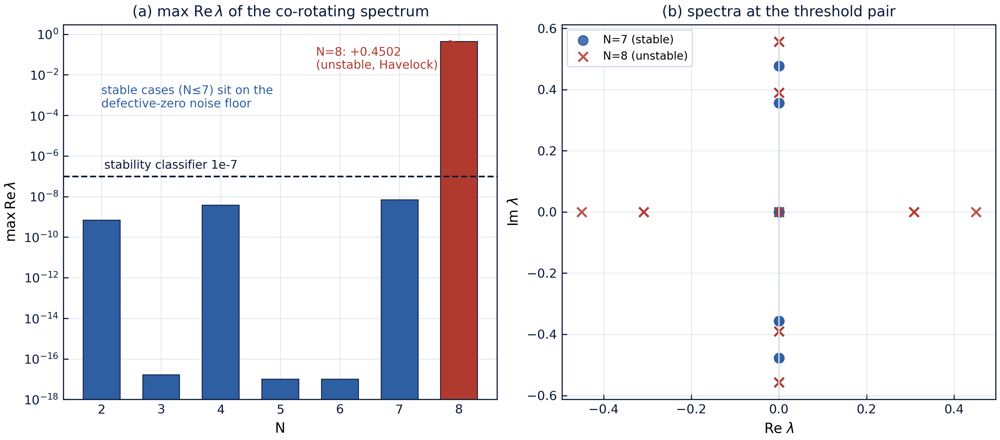 (a) max Re λ of the co-rotating spectrum
max Re λ
10⁰
10⁻²
10⁻⁴
10⁻⁶
10⁻⁸
10⁻¹⁰
10⁻¹²
10⁻¹⁴
10⁻¹⁶
10⁻¹⁸
N=8: +0.4502
(unstable, Havelock)
stable cases (N≤7) sit on the
defective-zero noise floor
stability classifier 1e-7
2 3 4 5 6 7 8
N
(b) spectra at the threshold pair
Im λ
0.6
0.4
0.2
0.0
−0.2
−0.4
−0.6
N=7 (stable)
N=8 (unstable)
−0.4 −0.2 0.0 0.2 0.4
Re λ